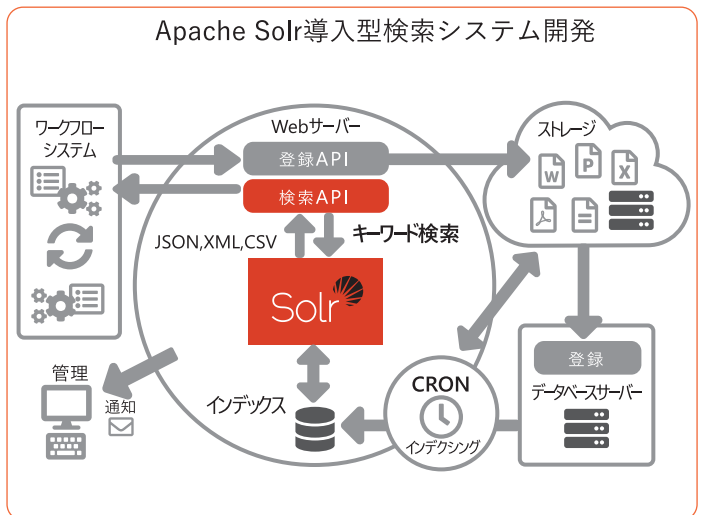 Apache Solr導入型検索システム開発
ワークフロー
システム
Webサーバー
登録API
検索API
ストレージ
W
P
X
JSON,XML,CSV
キーワード検索
Solr
管理
通知
インデックス
CRON
インデクシング
登録
データベースサーバー